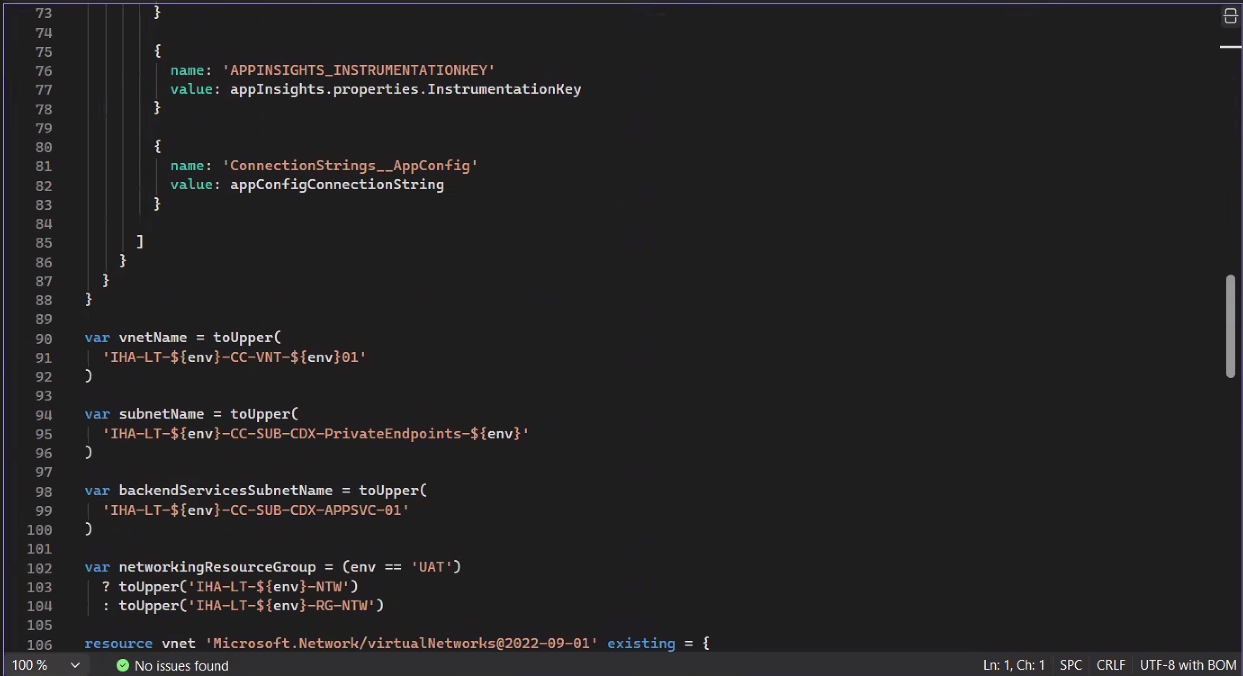 73 }
74
75 {
76 name: 'APPINSIGHTS_INSTRUMENTATIONKEY'
77 value: appInsights.properties.InstrumentationKey
78 }
79
80 {
81 name: 'ConnectionStrings__AppConfig'
82 value: appConfigConnectionString
83 }
84
85 ]
86 }
87 }
88 }
89
90 var vnetName = toUpper(
91 'IHA-LT-${env}-CC-VNT-${env}01'
92 )
93
94 var subnetName = toUpper(
95 'IHA-LT-${env}-CC-SUB-CDX-PrivateEndpoints-${env}'
96 )
97
98 var backendServicesSubnetName = toUpper(
99 'IHA-LT-${env}-CC-SUB-CDX-APPSVC-01'
100 )
101
102 var networkingResourceGroup = (env == 'UAT')
103 ? toUpper('IHA-LT-${env}-NTW')
104 : toUpper('IHA-LT-${env}-RG-NTW')
105
106 resource vnet 'Microsoft.Network/virtualNetworks@2022-09-01' existing = {
100 % No issues found Ln: 1, Ch: 1 SPC CRLF UTF-8 with BOM